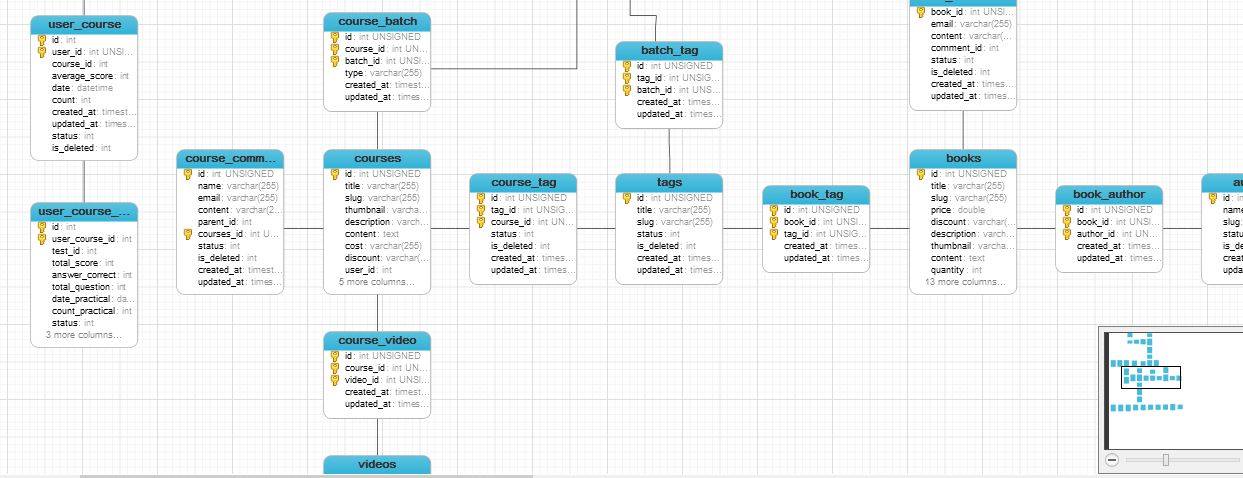 user_course
id: int
user_id: int UNSI...
course_id: int
average_score: int
date: datetime
count: int
created_at: timest...
updated_at: times...
status: int
is_deleted: int
user_course_...
id: int
user_course_id: int
test_id: int
total_score: int
answer_correct: int
total_question: int
date_practical: da...
count_practical: int
status: int
3 more columns...
course_comm...
id: int UNSIGNED
name: varchar(255)
email: varchar(255)
content: varchar(2...
parent_id: int
courses_id: int U...
status: int
is_deleted: int
created_at: timest...
updated_at: times...
course_batch
id: int UNSIGNED
course_id: int UN...
batch_id: int UNS...
type: varchar(255)
created_at: timest...
updated_at: times...
courses
id: int UNSIGNED
title: varchar(255)
slug: varchar(255)
thumbnail: varcha...
description: varch...
content: text
cost: varchar(255)
discount: varchar(...
user_id: int
5 more columns...
course_video
id: int UNSIGNED
course_id: int UN...
video_id: int UNSI...
created_at: timest...
updated_at: times...
videos
course_tag
id: int UNSIGNED
tag_id: int UNSIG...
course_id: int UN...
status: int
is_deleted: int
created_at: timest...
updated_at: times...
batch_tag
id: int UNSIGNED
tag_id: int UNSIG...
batch_id: int UNS...
created_at: timest...
updated_at: times...
tags
id: int UNSIGNED
title: varchar(255)
slug: varchar(255)
status: int
is_deleted: int
created_at: timest...
updated_at: times...
book_tag
id: int UNSIGNED
book_id: int UNSI...
tag_id: int UNSIG...
created_at: timest...
updated_at: times...
book_id: int UNSI...
email: varchar(255)
content: varchar(...
comment_id: int
status: int
is_deleted: int
created_at: timest...
updated_at: times...
books
id: int UNSIGNED
title: varchar(255)
slug: varchar(255)
price: double
discount: varchar(...
description: varch...
thumbnail: varcha...
content: text
quantity: int
13 more columns...
book_author
id: int UNSIGNED
book_id: int UNSI...
author_id: int UN...
created_at: timest...
updated_at: times...
au
id:
name
slug:
statu
is_de
creat
updat